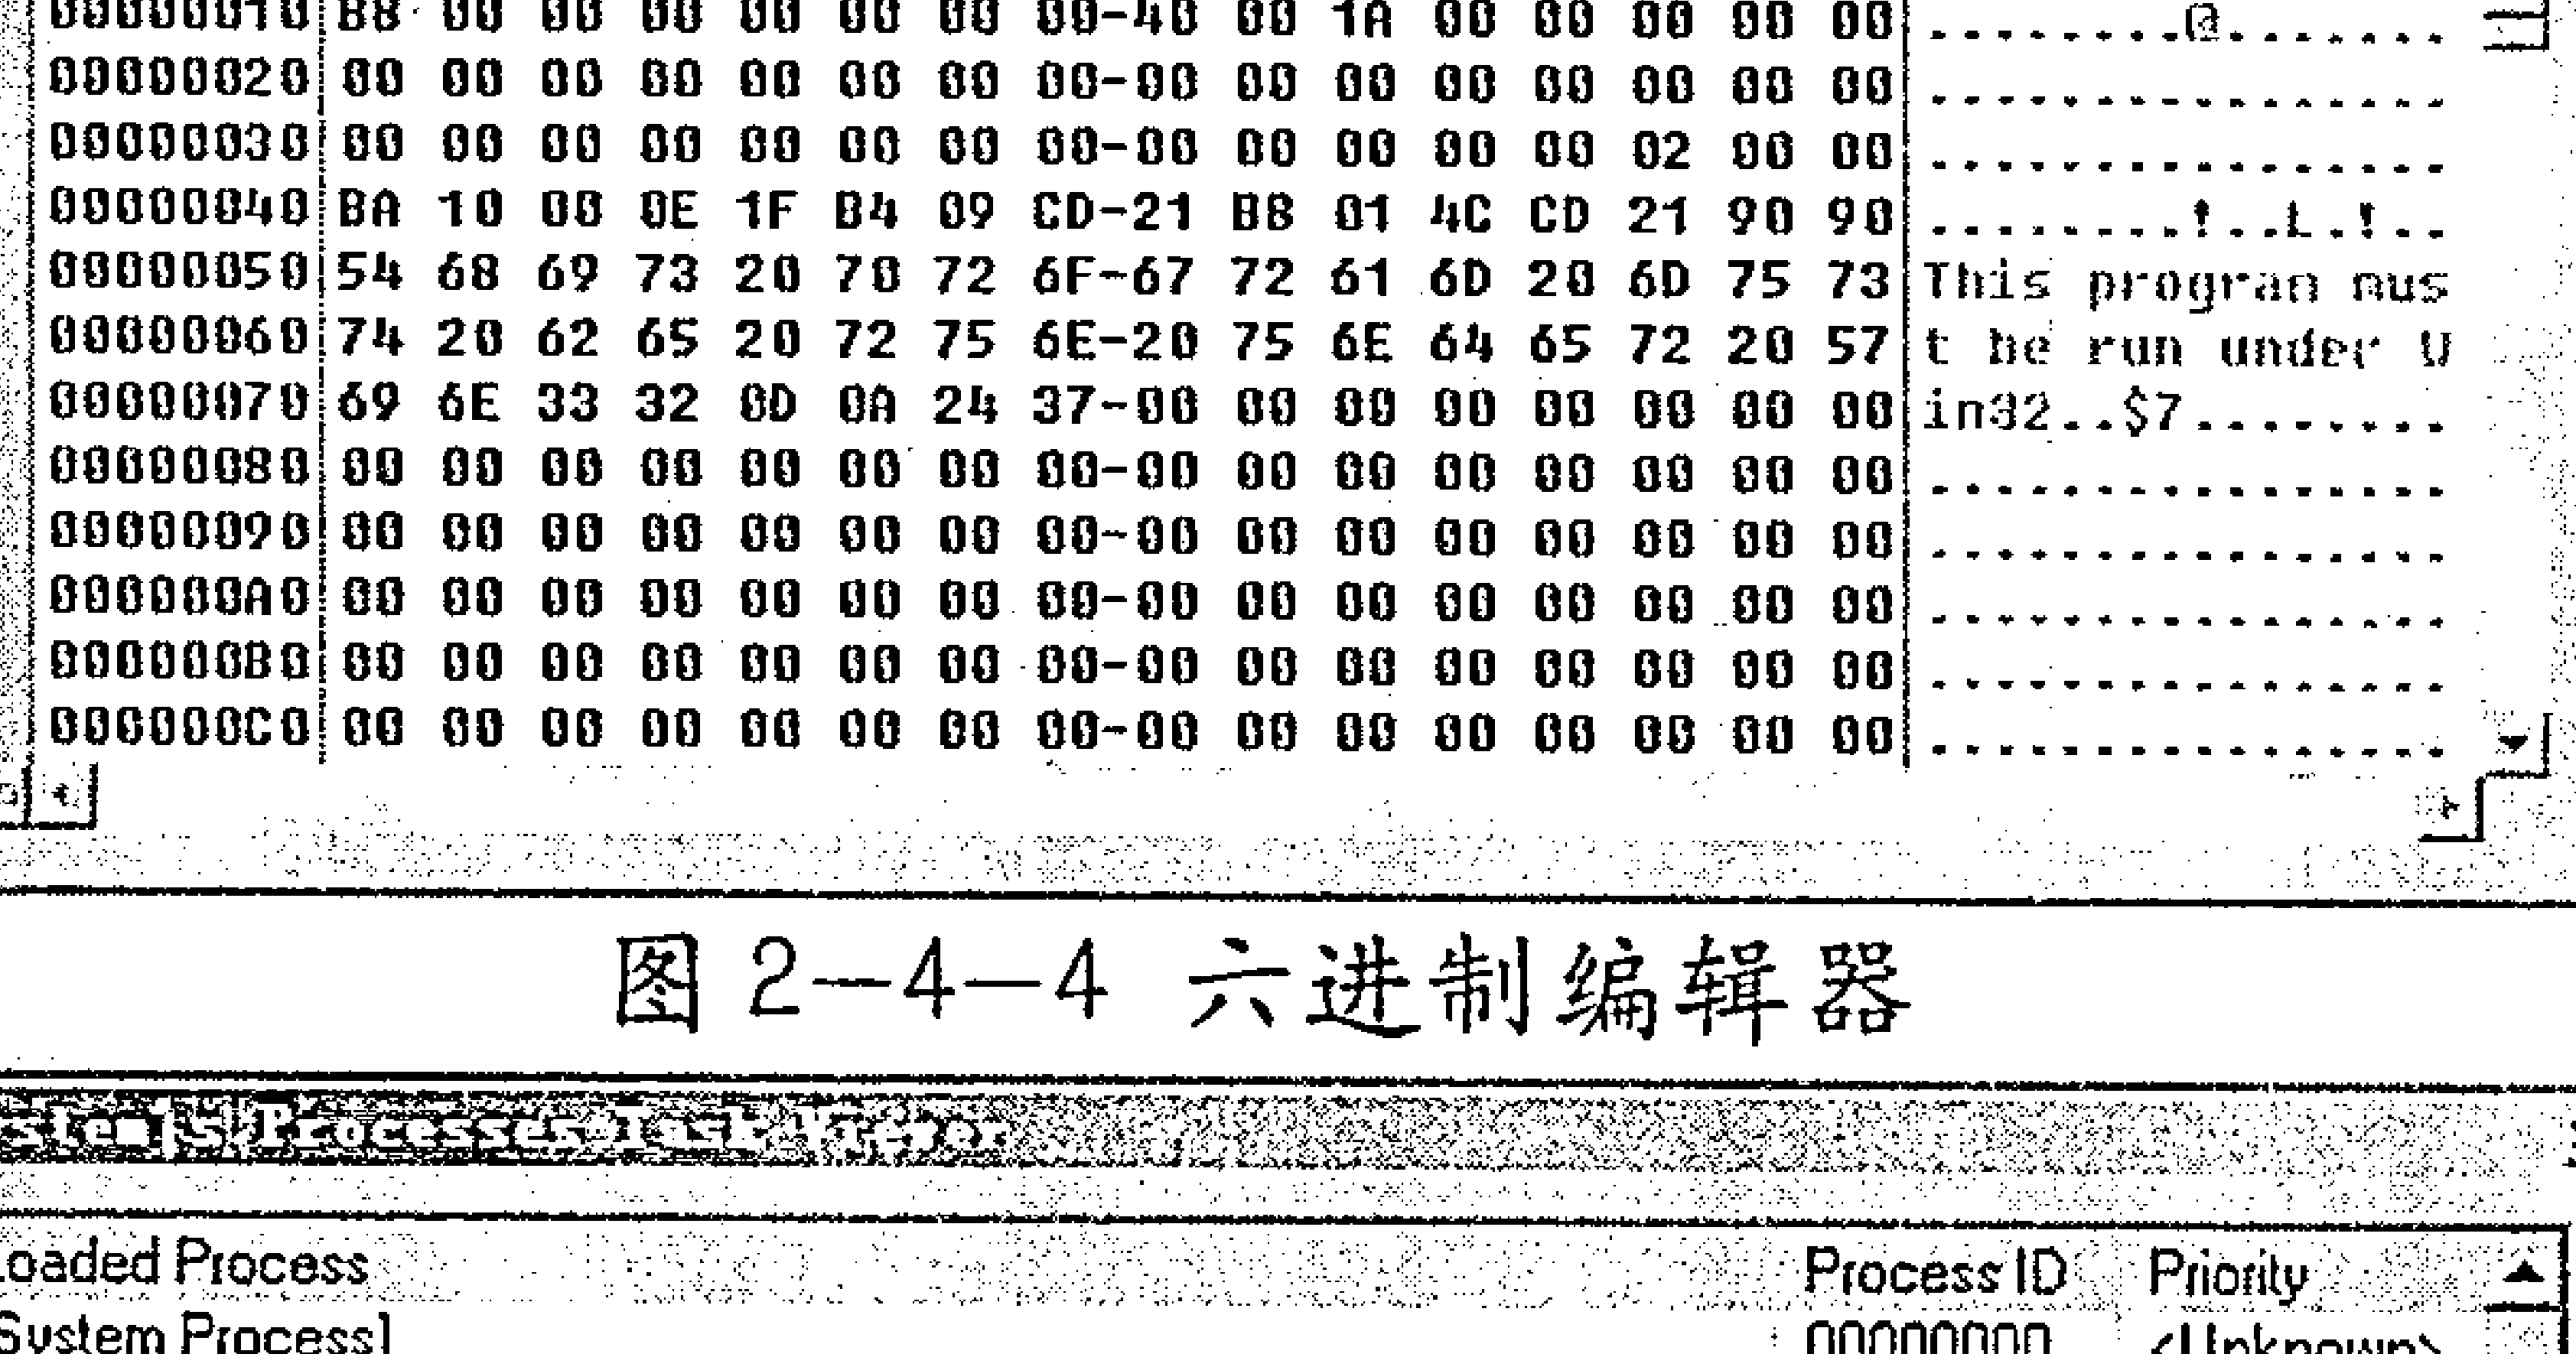 00000010 B8 00 00 00 00 00 00 00-40 00 1A 00 00 00 00 00 ........@.......
00000020 00 00 00 00 00 00 00 00-00 00 00 00 00 00 00 00 ................
00000030 00 00 00 00 00 00 00 00-00 00 00 00 00 02 00 00 ................
00000040 BA 10 00 0E 1F B4 09 CD-21 B8 01 4C CD 21 90 90 ........!..L.!..
00000050 54 68 69 73 20 70 72 6F-67 72 61 6D 20 6D 75 73 This program mus
00000060 74 20 62 65 20 72 75 6E-20 75 6E 64 65 72 20 57 t be run under W
00000070 69 6E 33 32 0D 0A 24 37-00 00 00 00 00 00 00 00 in32..$7........
00000080 00 00 00 00 00 00 00 00-00 00 00 00 00 00 00 00 ................
00000090 00 00 00 00 00 00 00 00-00 00 00 00 00 00 00 00 ................
000000A0 00 00 00 00 00 00 00 00-00 00 00 00 00 00 00 00 ................
000000B0 00 00 00 00 00 00 00 00-00 00 00 00 00 00 00 00 ................
000000C0 00 00 00 00 00 00 00 00-00 00 00 00 00 00 00 00 ................
图 2-4-4 六进制编辑器
Processes
Loaded Process Process ID Priority
System Process] 00000000 <Unknown>